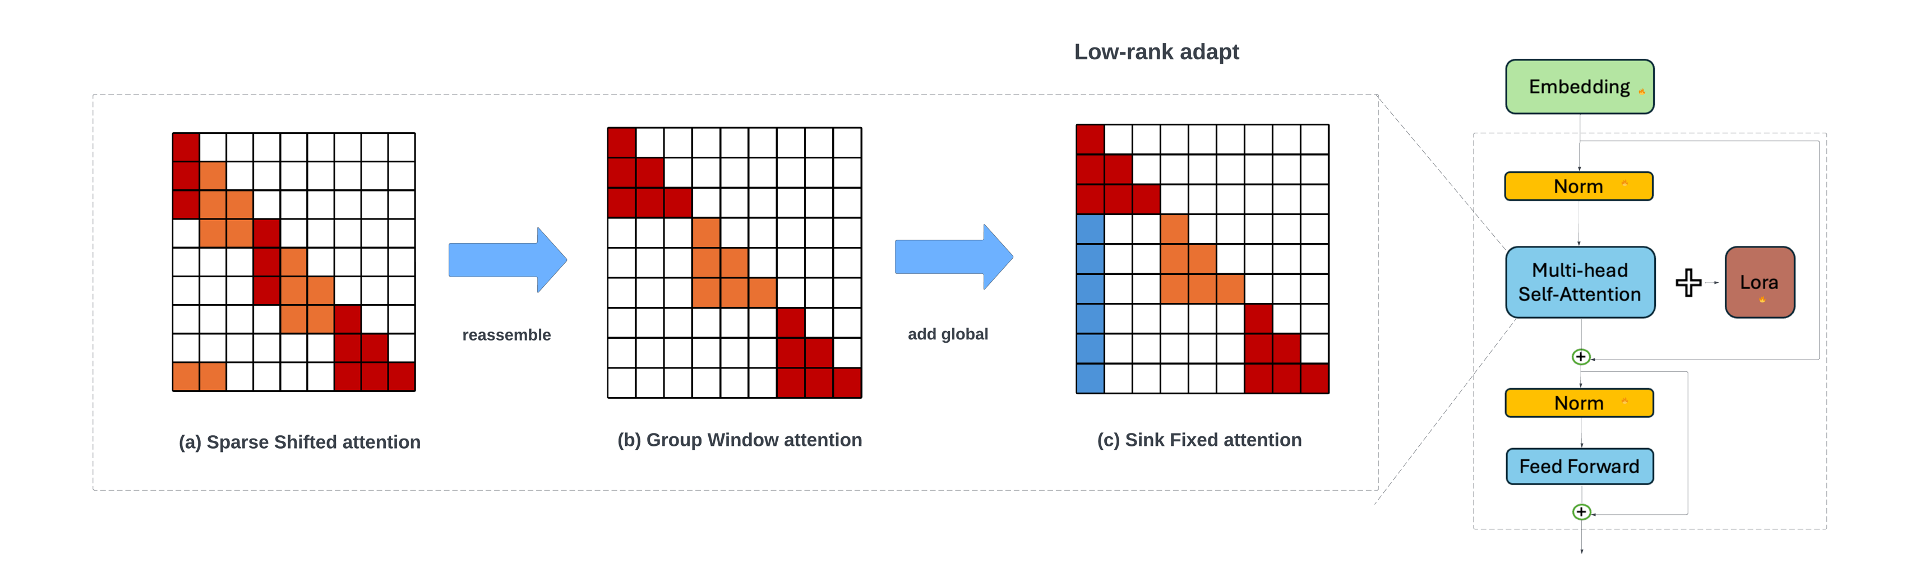 Low-rank adapt
reassemble
add global
(a) Sparse Shifted attention
(b) Group Window attention
(c) Sink Fixed attention
Embedding
Norm
Multi-head
Self-Attention
Lora
Norm
Feed Forward